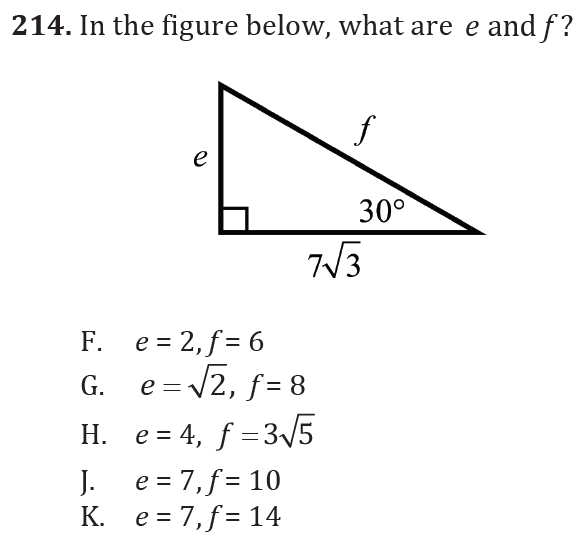 214. In the figure below, what are e and f?
f
e
30°
7√3
F. e = 2, f = 6
G. e = √2, f = 8
H. e = 4, f = 3√5
J. e = 7, f = 10
K. e = 7, f = 14